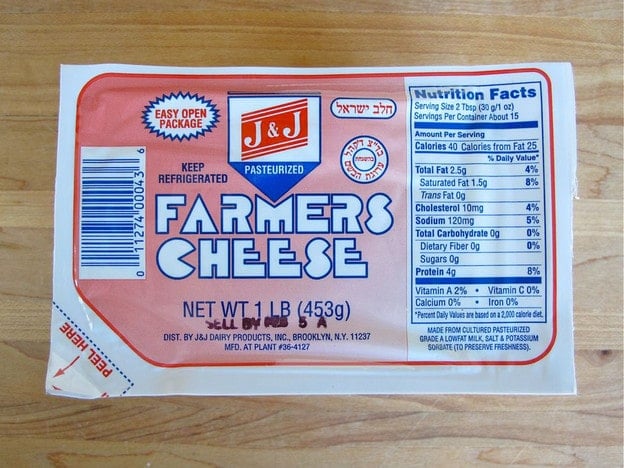 EASY OPEN
PACKAGE
J & J
PASTEURIZED
חלב ישראל
KEEP
REFRIGERATED
FARMERS
CHEESE
NET WT 1 LB (453g)
SELL BY FEB 5 A
DIST. BY J&J DAIRY PRODUCTS, INC., BROOKLYN, N.Y. 11237
MFD. AT PLANT #36-4127
0 11274 00043 6
PEEL HERE
Nutrition Facts
Serving Size 2 Tbsp (30 g/1 oz)
Servings Per Container About 15
Amount Per Serving
Calories 40 Calories from Fat 25
% Daily Value*
Total Fat 2.5g 4%
Saturated Fat 1.5g 8%
Trans Fat 0g
Cholesterol 10mg 4%
Sodium 120mg 5%
Total Carbohydrate 0g 0%
Dietary Fiber 0g 0%
Sugars 0g
Protein 4g 8%
Vitamin A 2% • Vitamin C 0%
Calcium 0% • Iron 0%
*Percent Daily Values are based on a 2,000 calorie diet.
MADE FROM CULTURED PASTEURIZED
GRADE A LOWFAT MILK, SALT & POTASSIUM
SORBATE (TO PRESERVE FRESHNESS).